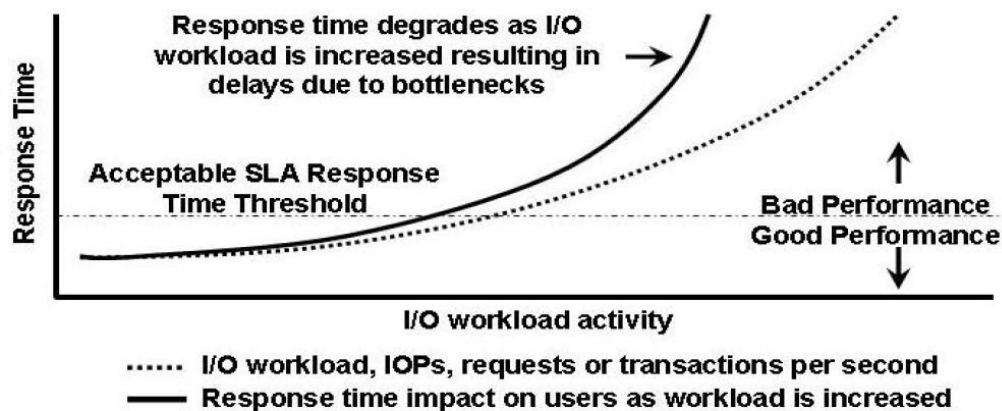 Response time degrades as I/O
workload is increased resulting in
delays due to bottlenecks
Response Time
Acceptable SLA Response
Time Threshold
Bad Performance
Good Performance
I/O workload activity
I/O workload, IOPs, requests or transactions per second
Response time impact on users as workload is increased